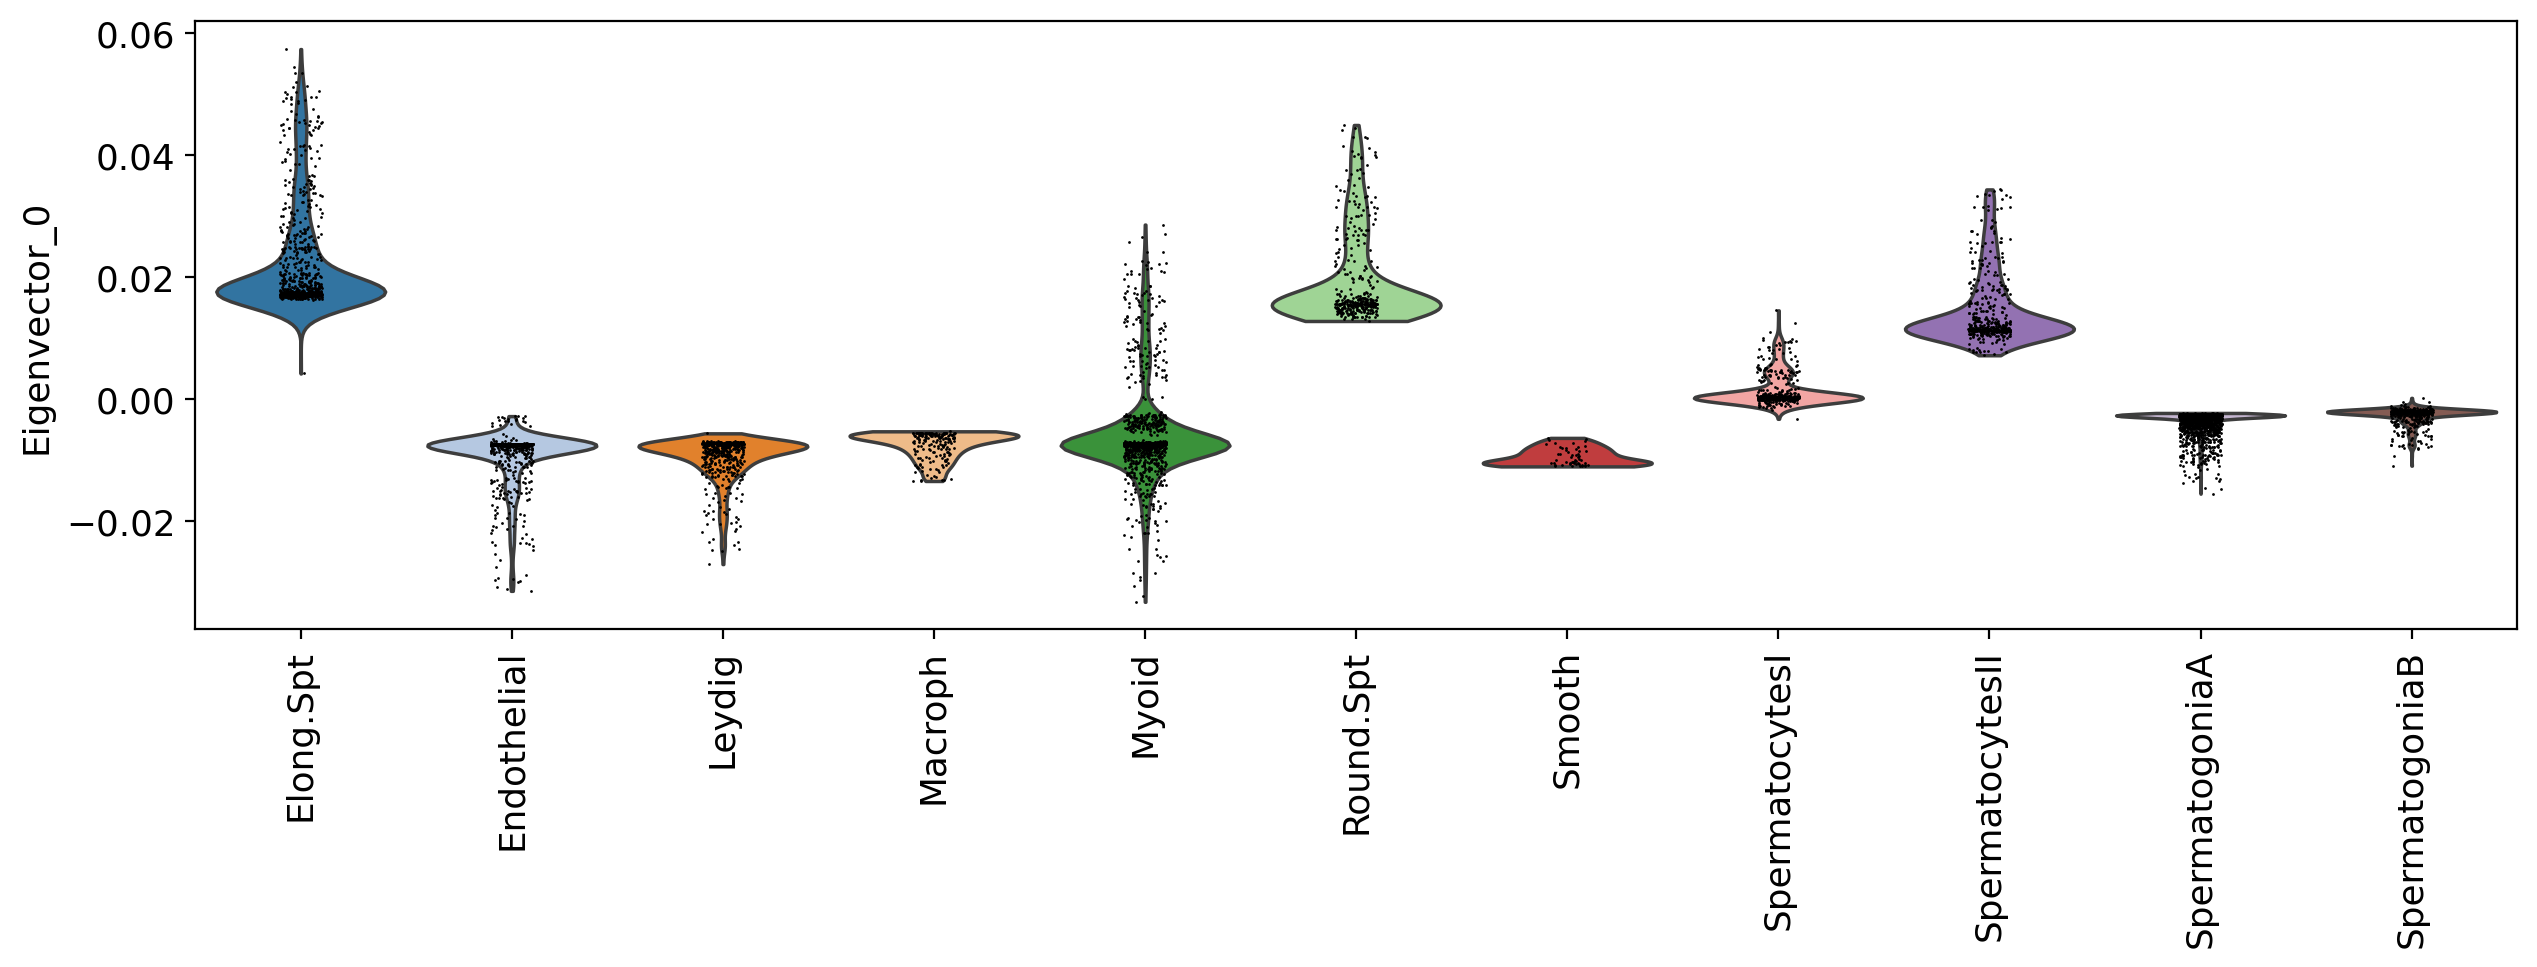 Eigenvector_0
0.06
0.04
0.02
0.00
−0.02
Elong.Spt
Endothelial
Leydig
Macroph
Myoid
Round.Spt
Smooth
SpermatocytesI
SpermatocytesII
SpermatogoniaA
SpermatogoniaB